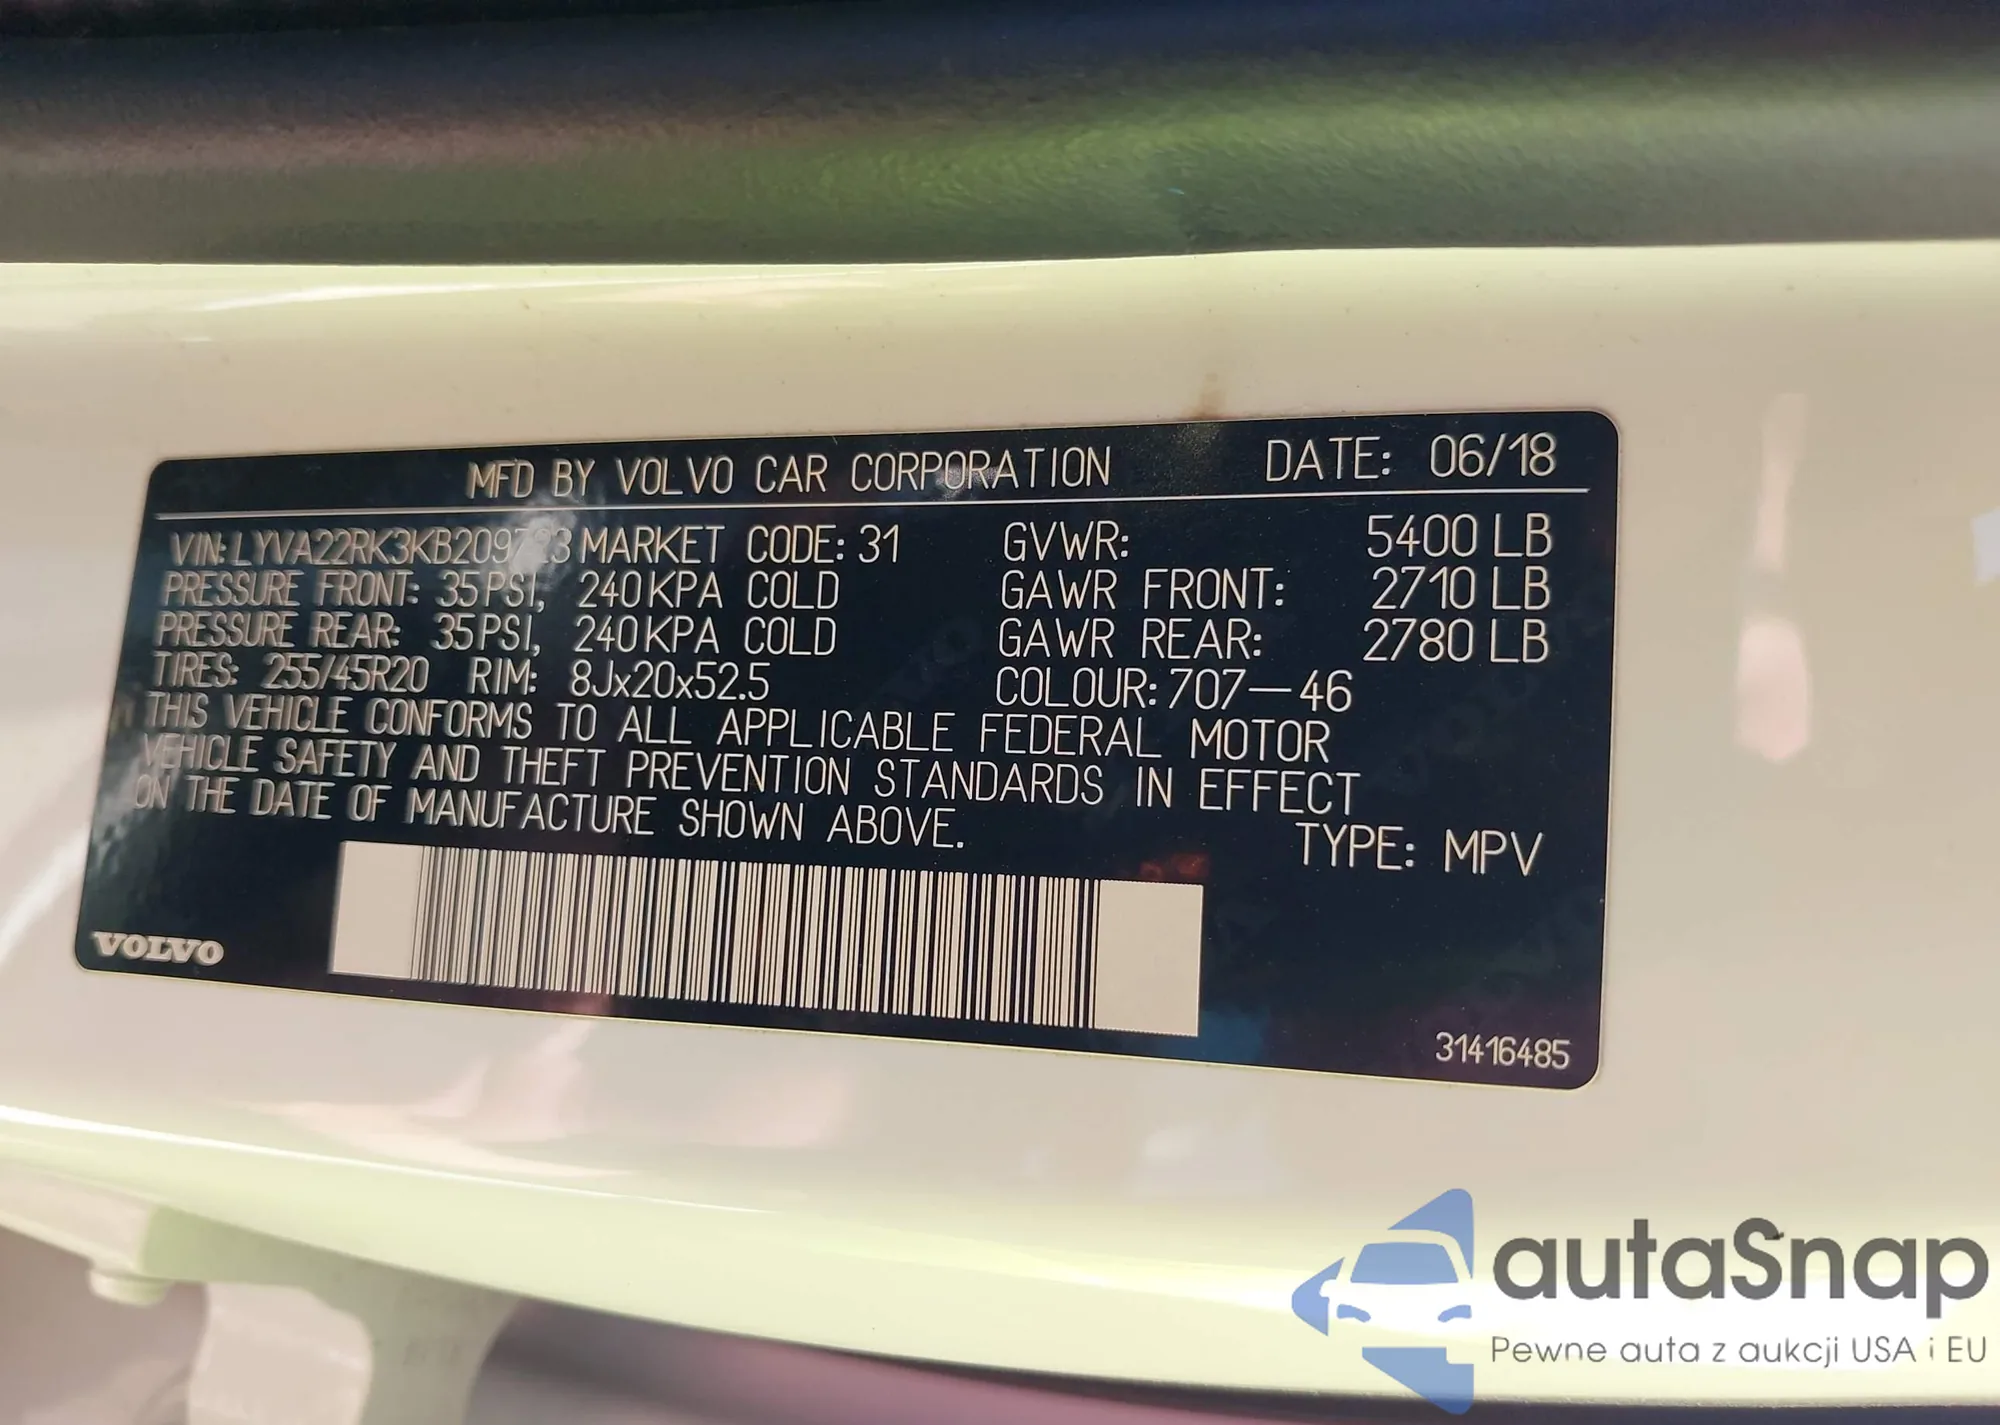 MFD BY VOLVO CAR CORPORATION DATE: 06/18
VIN: LYVA22RK3KB209723 MARKET CODE: 31 GVWR: 5400 LB
PRESSURE FRONT: 35 PSI, 240 KPA COLD GAWR FRONT: 2710 LB
PRESSURE REAR: 35 PSI, 240 KPA COLD GAWR REAR: 2780 LB
TIRES: 255/45R20 RIM: 8Jx20x52.5 COLOUR: 707-46
THIS VEHICLE CONFORMS TO ALL APPLICABLE FEDERAL MOTOR
VEHICLE SAFETY AND THEFT PREVENTION STANDARDS IN EFFECT
ON THE DATE OF MANUFACTURE SHOWN ABOVE.
TYPE: MPV
VOLVO
31416485
autaSnap
Pewne auta z aukcji USA i EU